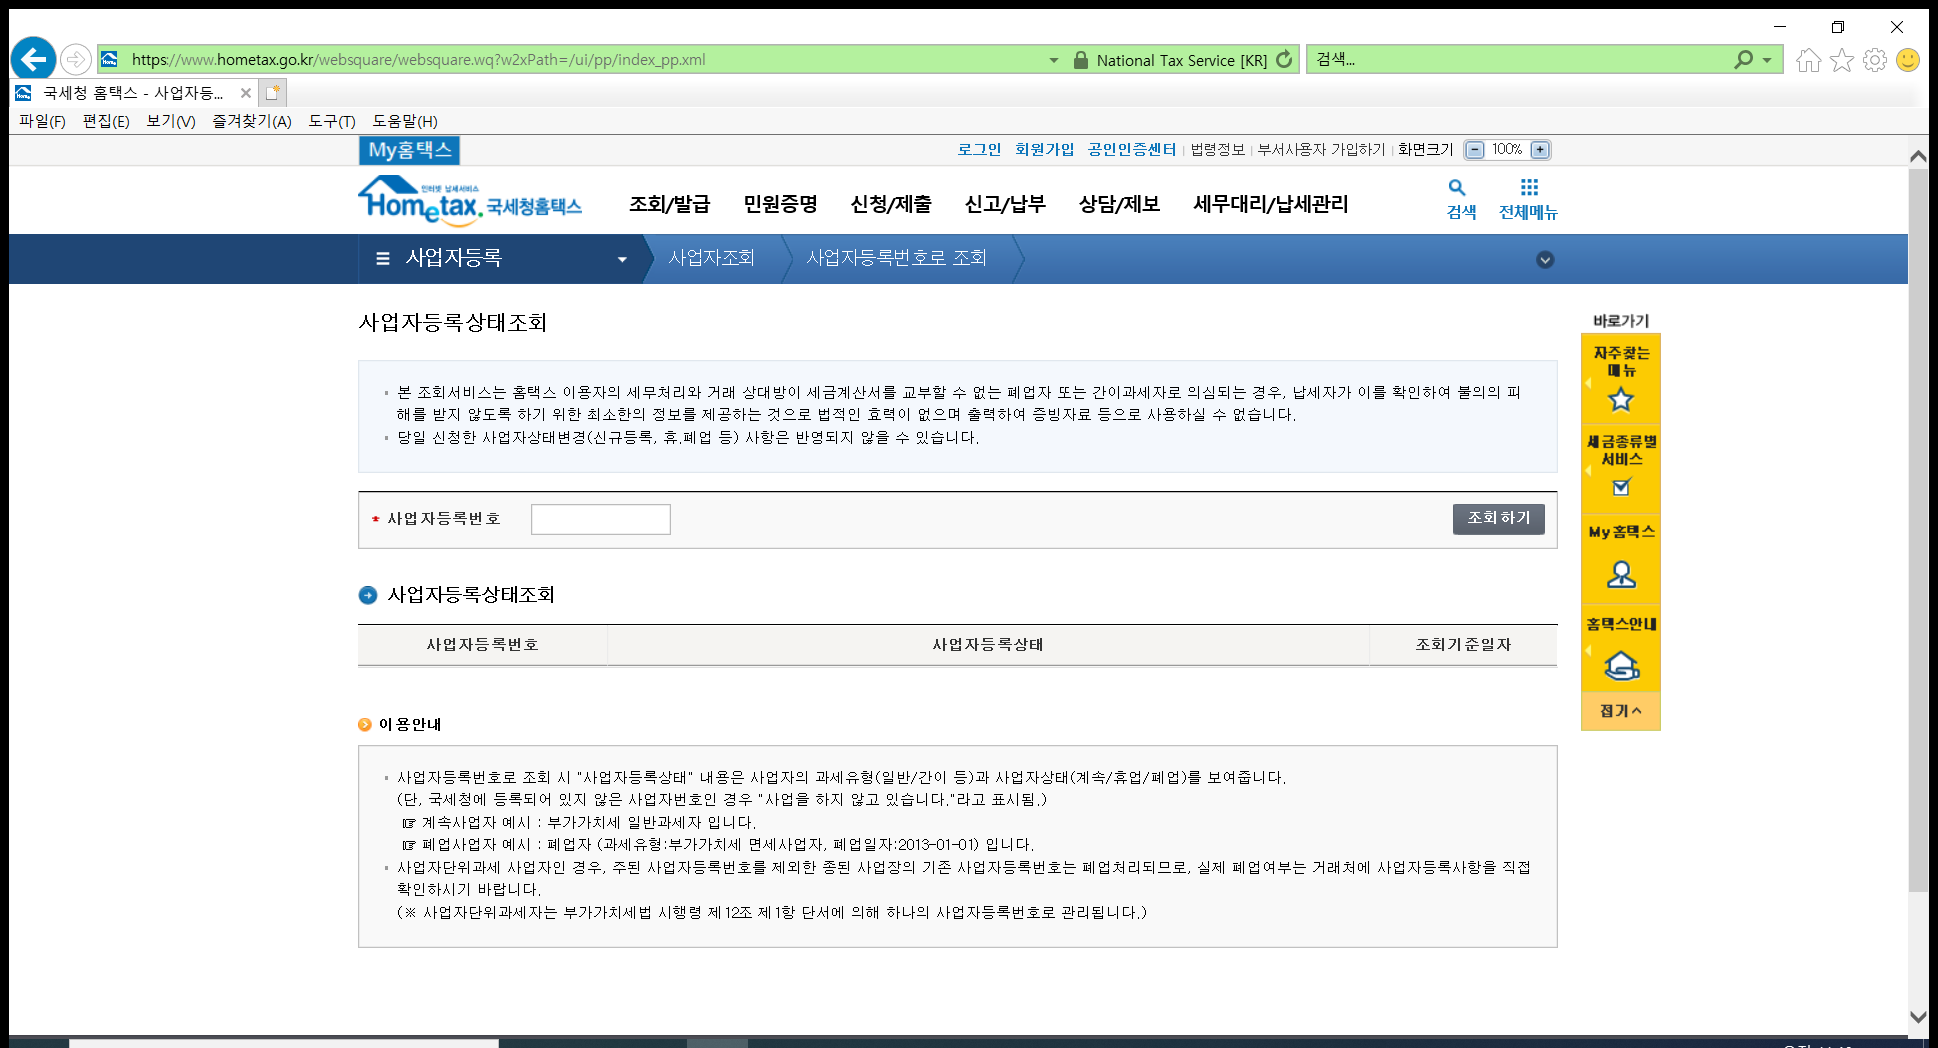 https://www.hometax.go.kr/websquare/websquare.wq?w2xPath=/ui/pp/index_pp.xml
National Tax Service [KR]
검색...
국세청 홈택스 - 사업자등...
파일(F) 편집(E) 보기(V) 즐겨찾기(A) 도구(T) 도움말(H)
My홈택스
로그인 회원가입 공인인증센터 법령정보 부서사용자 가입하기 화면크기 100%
인터넷 납세서비스
Hometax. 국세청홈택스
조회/발급 민원증명 신청/제출 신고/납부 상담/제보 세무대리/납세관리
검색 전체메뉴
사업자등록 사업자조회 사업자등록번호로 조회
사업자등록상태조회
본 조회서비스는 홈택스 이용자의 세무처리와 거래 상대방이 세금계산서를 교부할 수 없는 폐업자 또는 간이과세자로 의심되는 경우, 납세자가 이를 확인하여 불의의 피
해를 받지 않도록 하기 위한 최소한의 정보를 제공하는 것으로 법적인 효력이 없으며 출력하여 증빙자료 등으로 사용하실 수 없습니다.
당일 신청한 사업자상태변경(신규등록, 휴.폐업 등) 사항은 반영되지 않을 수 있습니다.
* 사업자등록번호
조회하기
사업자등록상태조회
사업자등록번호 사업자등록상태 조회기준일자
이용안내
사업자등록번호로 조회 시 "사업자등록상태" 내용은 사업자의 과세유형(일반/간이 등)과 사업자상태(계속/휴업/폐업)를 보여줍니다.
(단, 국세청에 등록되어 있지 않은 사업자번호인 경우 "사업을 하지 않고 있습니다."라고 표시됨.)
☞ 계속사업자 예시 : 부가가치세 일반과세자 입니다.
☞ 폐업사업자 예시 : 폐업자 (과세유형:부가가치세 면세사업자, 폐업일자:2013-01-01) 입니다.
사업자단위과세 사업자인 경우, 주된 사업자등록번호를 제외한 종된 사업장의 기존 사업자등록번호는 폐업처리되므로, 실제 폐업여부는 거래처에 사업자등록사항을 직접
확인하시기 바랍니다.
(※ 사업자단위과세자는 부가가치세법 시행령 제12조 제1항 단서에 의해 하나의 사업자등록번호로 관리됩니다.)
바로가기
자주찾는
메뉴
세금종류별
서비스
My홈택스
홈택스안내
접기